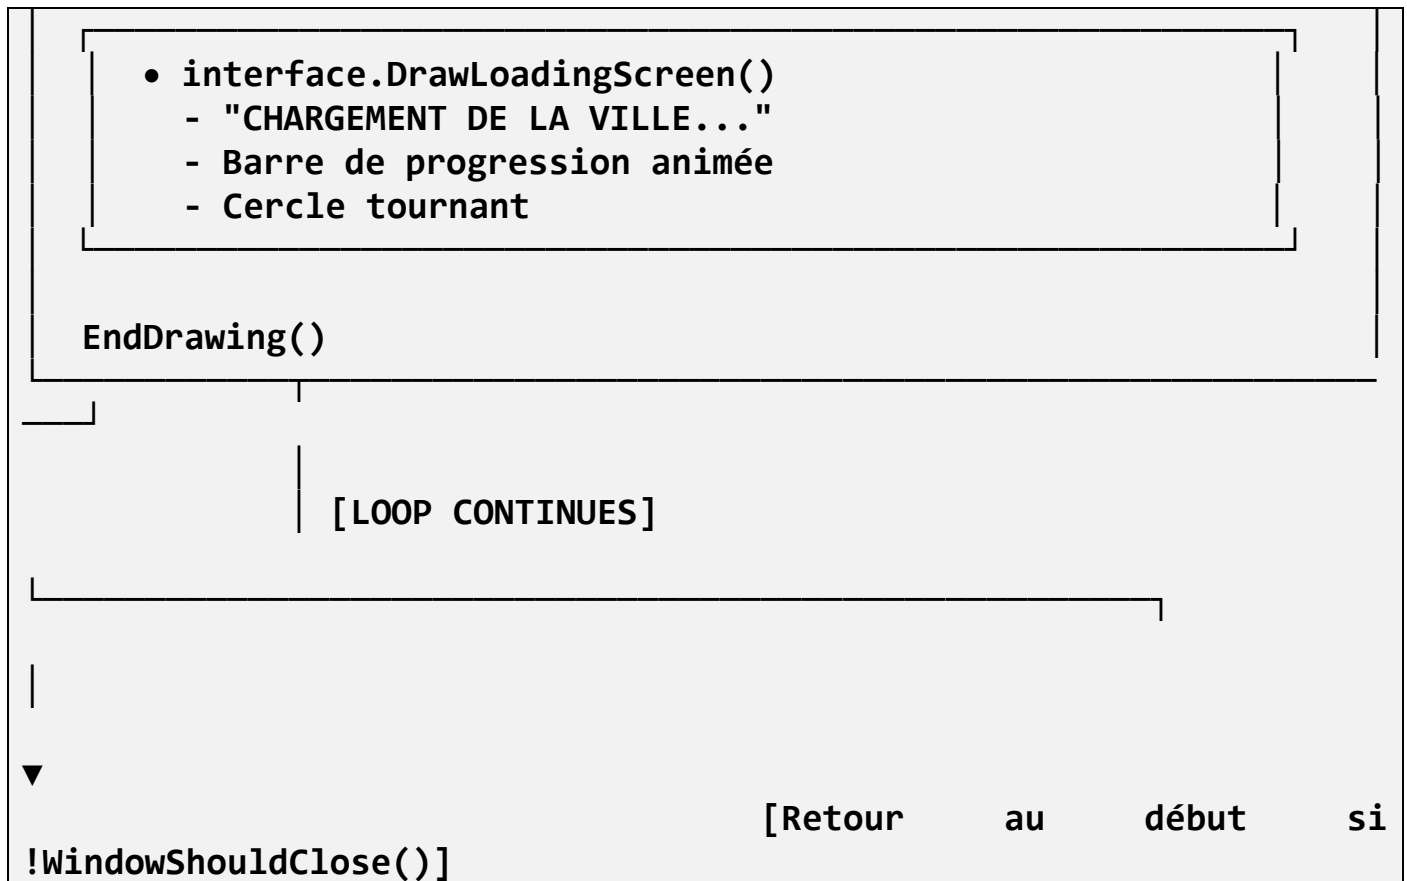 • interface.DrawLoadingScreen()
- "CHARGEMENT DE LA VILLE..."
- Barre de progression animée
- Cercle tournant
EndDrawing()
[LOOP CONTINUES]
▼
[Retour au début si
!WindowShouldClose()]